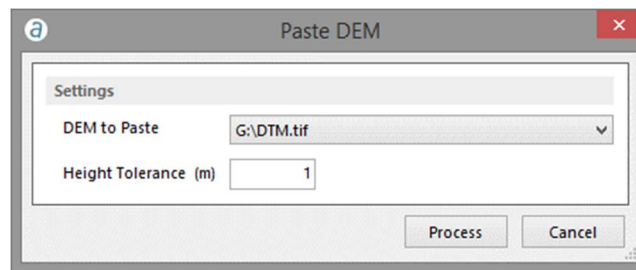 Paste DEM
Settings
DEM to Paste G:\DTM.tif
Height Tolerance (m) 1
Process Cancel